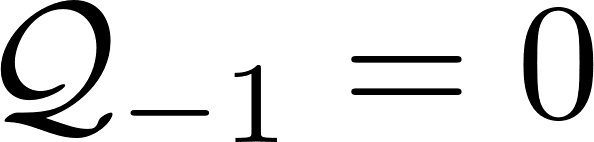 𝒬₋₁ = 0